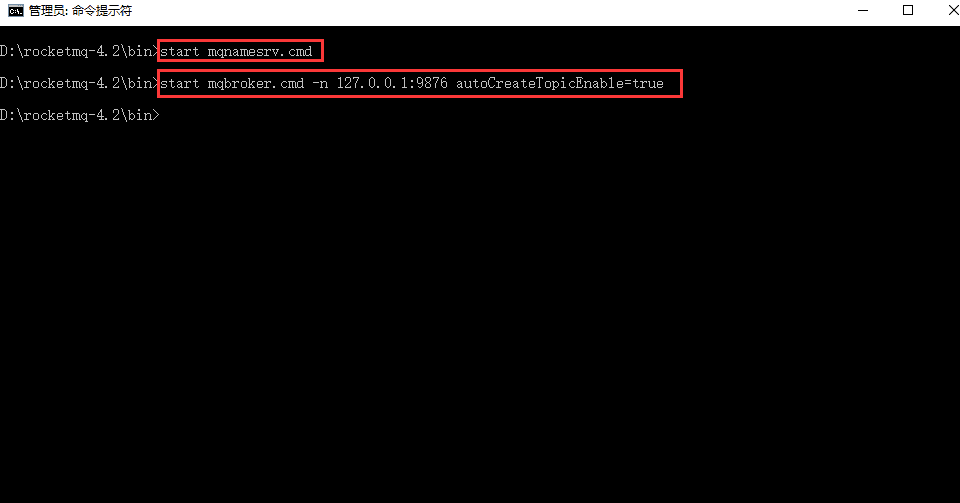 管理员: 命令提示符
D:\rocketmq-4.2\bin>start mqnamesrv.cmd
D:\rocketmq-4.2\bin>start mqbroker.cmd -n 127.0.0.1:9876 autoCreateTopicEnable=true
D:\rocketmq-4.2\bin>